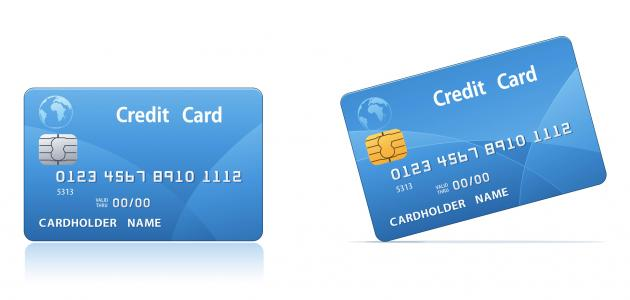 Credit Card
0123 4567 8910 1112
5313
VALID THRU 00/00
CARDHOLDER NAME
Credit Card
0123 4567 8910 1112
5313
VALID THRU 00/00
CARDHOLDER NAME